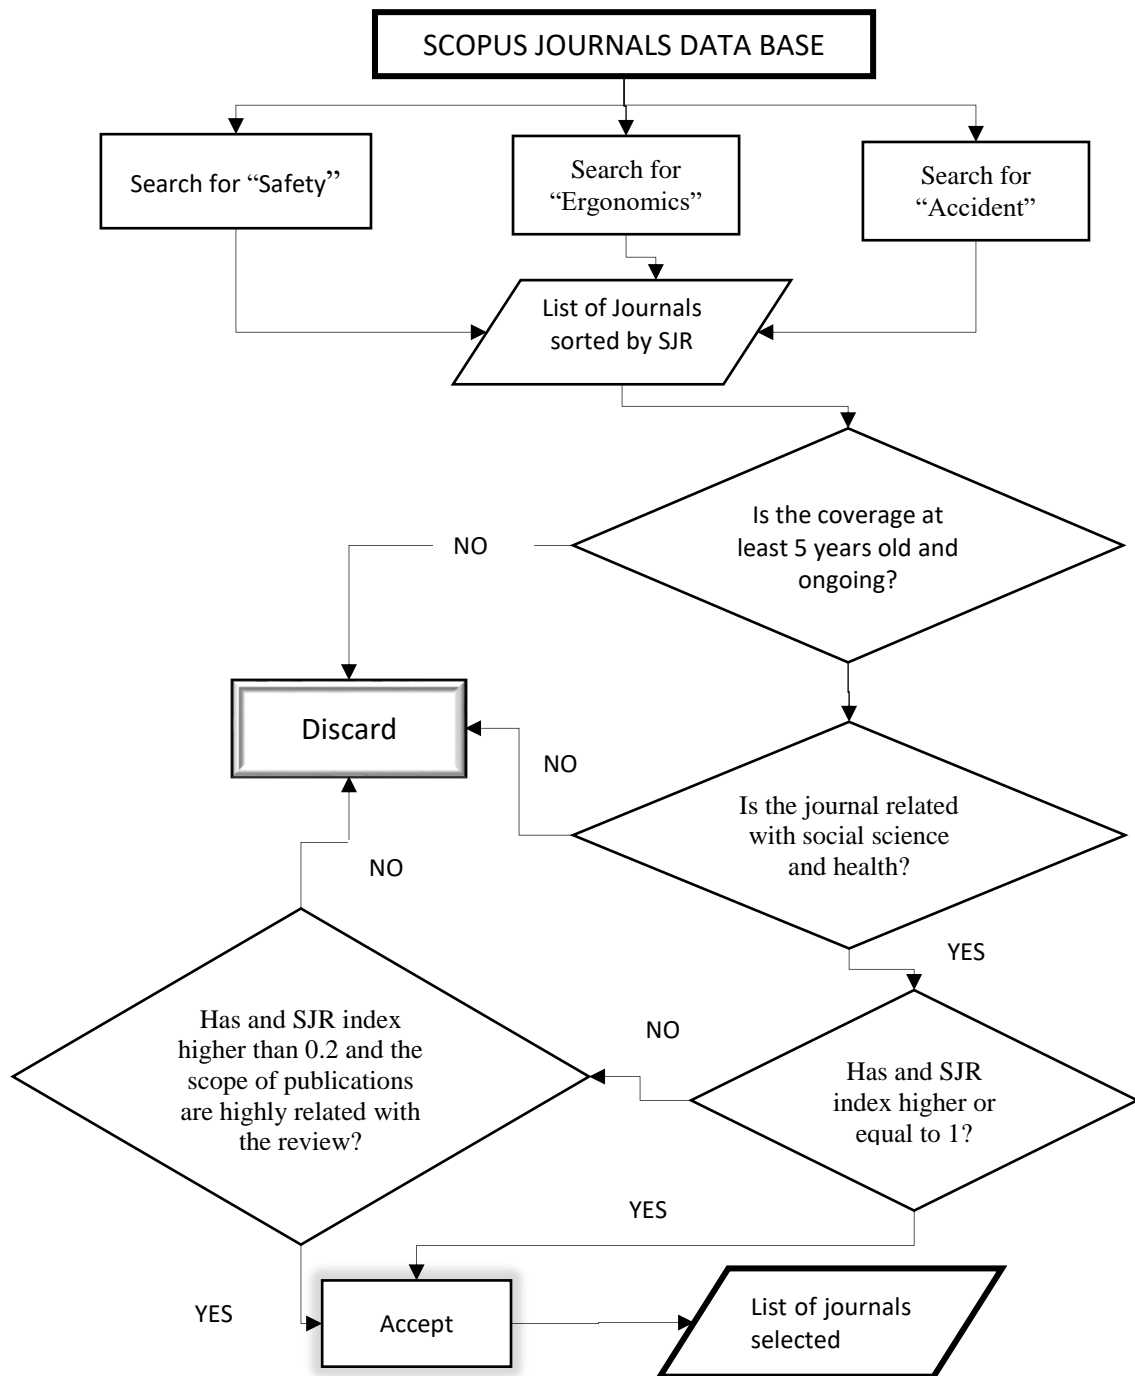 SCOPUS JOURNALS DATA BASE
Search for “Safety”
Search for
“Ergonomics”
Search for
“Accident”
List of Journals
sorted by SJR
Is the coverage at
least 5 years old and
ongoing?
NO
Discard
NO
Is the journal related
with social science
and health?
NO
YES
Has and SJR index
higher than 0.2 and the
scope of publications
are highly related with
the review?
NO
Has and SJR
index higher or
equal to 1?
YES
YES
Accept
List of journals
selected